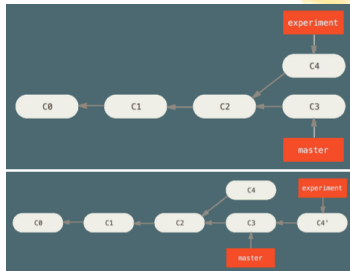 experiment
C4
C0 C1 C2 C3
master
C4 experiment
C0 C1 C2 C3 C4'
master